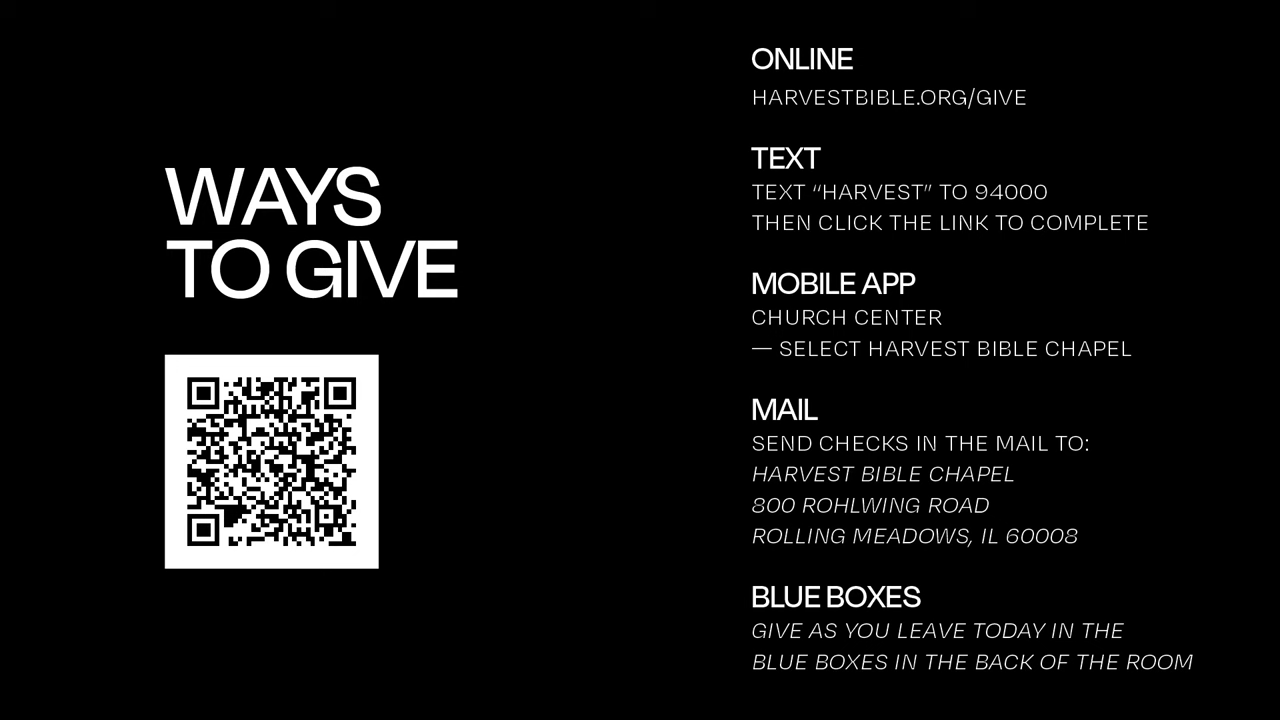 WAYS
TO GIVE
ONLINE
HARVESTBIBLE.ORG/GIVE
TEXT
TEXT “HARVEST” TO 94000
THEN CLICK THE LINK TO COMPLETE
MOBILE APP
CHURCH CENTER
— SELECT HARVEST BIBLE CHAPEL
MAIL
SEND CHECKS IN THE MAIL TO:
HARVEST BIBLE CHAPEL
800 ROHLWING ROAD
ROLLING MEADOWS, IL 60008
BLUE BOXES
GIVE AS YOU LEAVE TODAY IN THE
BLUE BOXES IN THE BACK OF THE ROOM